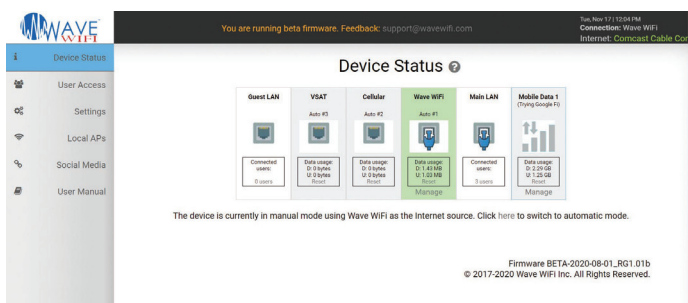 WAVE
WIFI
You are running beta firmware. Feedback: support@wavewifi.com
Tue, Nov 17 | 12:04 PM
Connection: Wave WiFi
Internet: Comcast Cable Cor
Device Status
User Access
Settings
Local APs
Social Media
User Manual
Device Status ?
Guest LAN
Connected users:
0 users
VSAT
Auto #3
Data usage:
D: 0 bytes
U: 0 bytes
Reset
Cellular
Auto #2
Data usage:
D: 0 bytes
U: 0 bytes
Reset
Wave WiFi
Auto #1
Data usage:
D: 1.43 MB
U: 1.03 MB
Reset
Manage
Main LAN
Connected users:
3 users
Mobile Data 1
(Trying Google Fi)
Data usage:
D: 2.29 GB
U: 1.25 GB
Reset
Manage
The device is currently in manual mode using Wave WiFi as the Internet source. Click here to switch to automatic mode.
Firmware BETA-2020-08-01_RG1.01b
© 2017-2020 Wave WiFi Inc. All Rights Reserved.